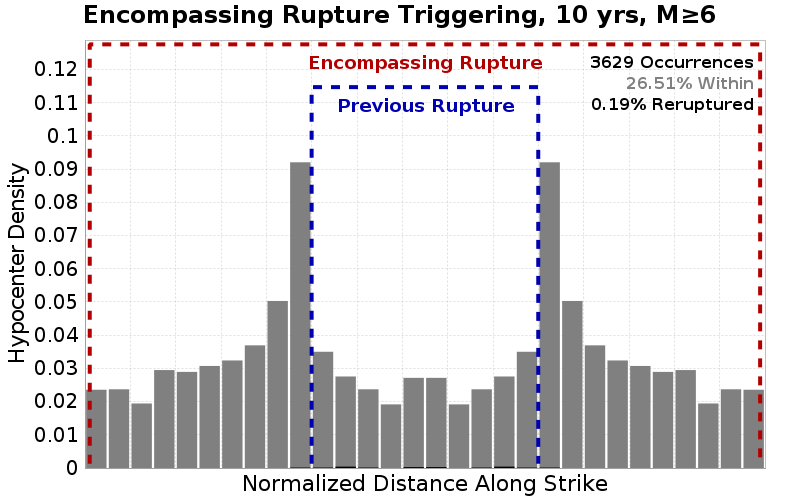 Encompassing Rupture Triggering, 10 yrs, M≥6
Encompassing Rupture
Previous Rupture
3629 Occurrences
26.51% Within
0.19% Reruptured
Hypocenter Density
0.12
0.11
0.1
0.09
0.08
0.07
0.06
0.05
0.04
0.03
0.02
0.01
0
Normalized Distance Along Strike